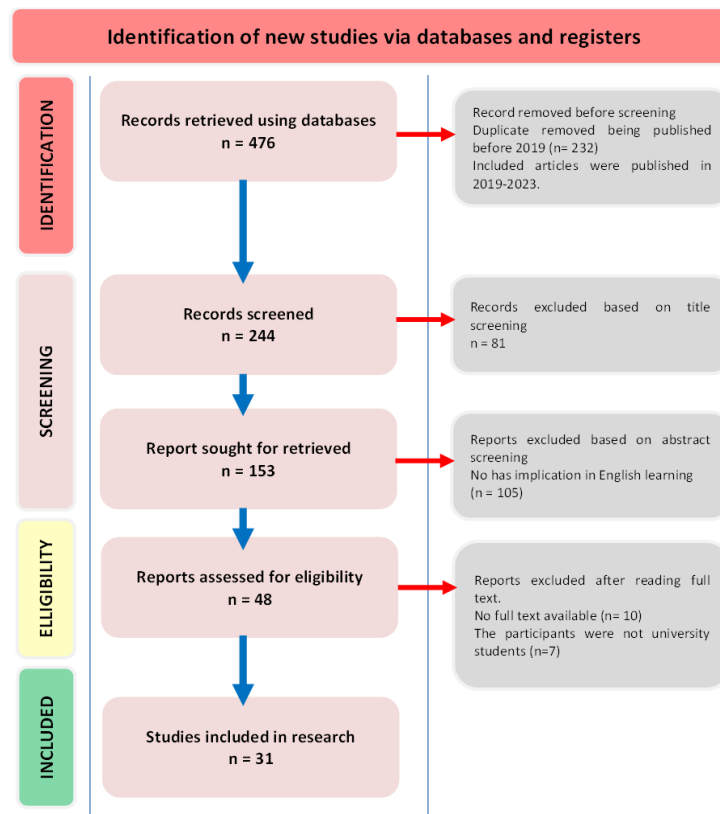 Identification of new studies via databases and registers
IDENTIFICATION
Records retrieved using databases
n = 476
Record removed before screening
Duplicate removed being published
before 2019 (n= 232)
Included articles were published in
2019-2023.
SCREENING
Records screened
n = 244
Records excluded based on title
screening
n = 81
Report sought for retrieved
n = 153
Reports excluded based on abstract
screening
No has implication in English learning
(n = 105)
ELLIGIBILITY
Reports assessed for eligibility
n = 48
Reports excluded after reading full
text.
No full text available (n= 10)
The participants were not university
students (n=7)
INCLUDED
Studies included in research
n = 31